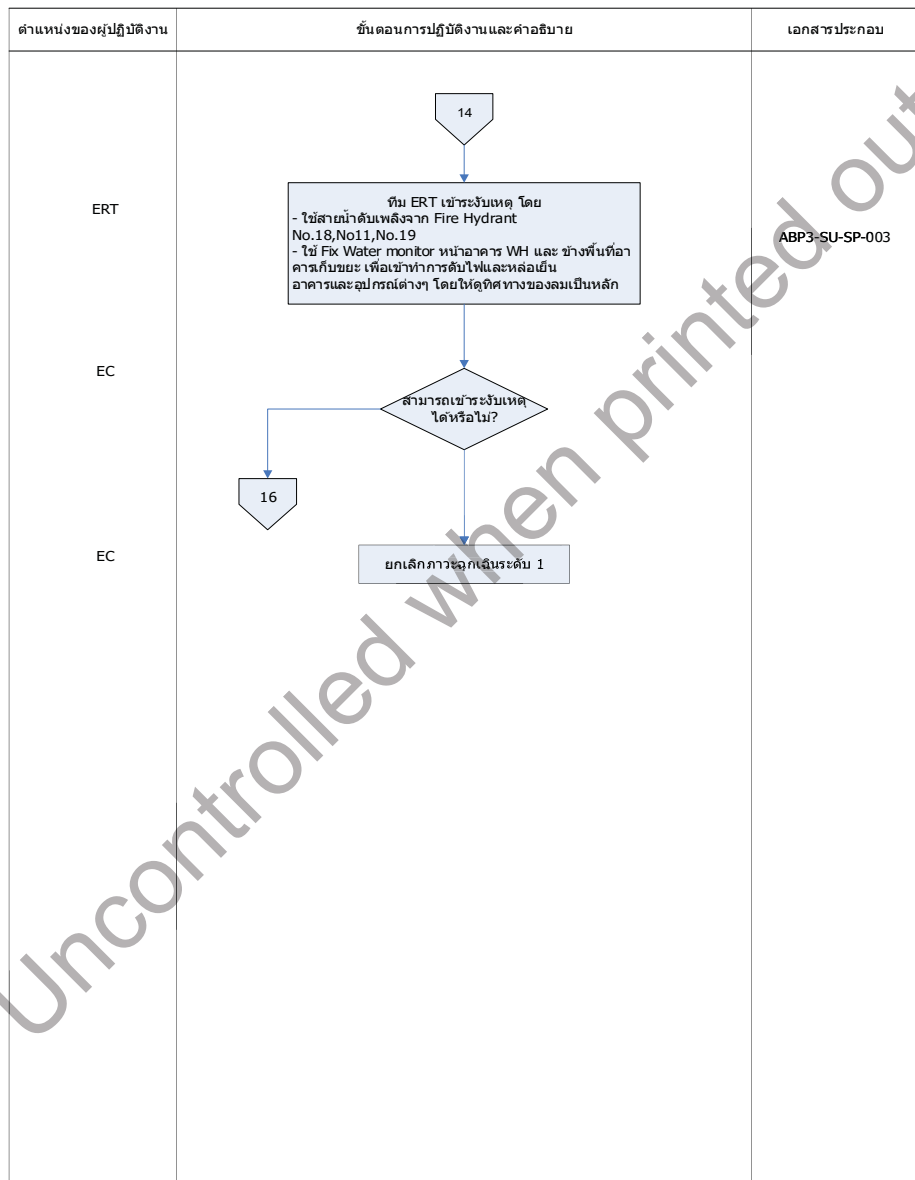 ตำแหน่งของผู้ปฏิบัติงาน
ขั้นตอนการปฏิบัติงานและคำอธิบาย
เอกสารประกอบ
14
ERT
ทีม ERT เข้าระงับเหตุ โดย
- ใช้สายน้ำดับเพลิงจาก Fire Hydrant
No.18,No11,No.19
- ใช้ Fix Water monitor หน้าอาคาร WH และ ข้างพื้นที่อา
คารเก็บขยะ เพื่อเข้าทำการดับไฟและหล่อเย็น
อาคารและอุปกรณ์ต่างๆ โดยให้ดูทิศทางของลมเป็นหลัก
ABP3-SU-SP-003
EC
สามารถเข้าระงับเหตุ
ได้หรือไม่?
16
EC
ยกเลิกภาวะฉุกเฉินระดับ 1
Uncontrolled when printed out